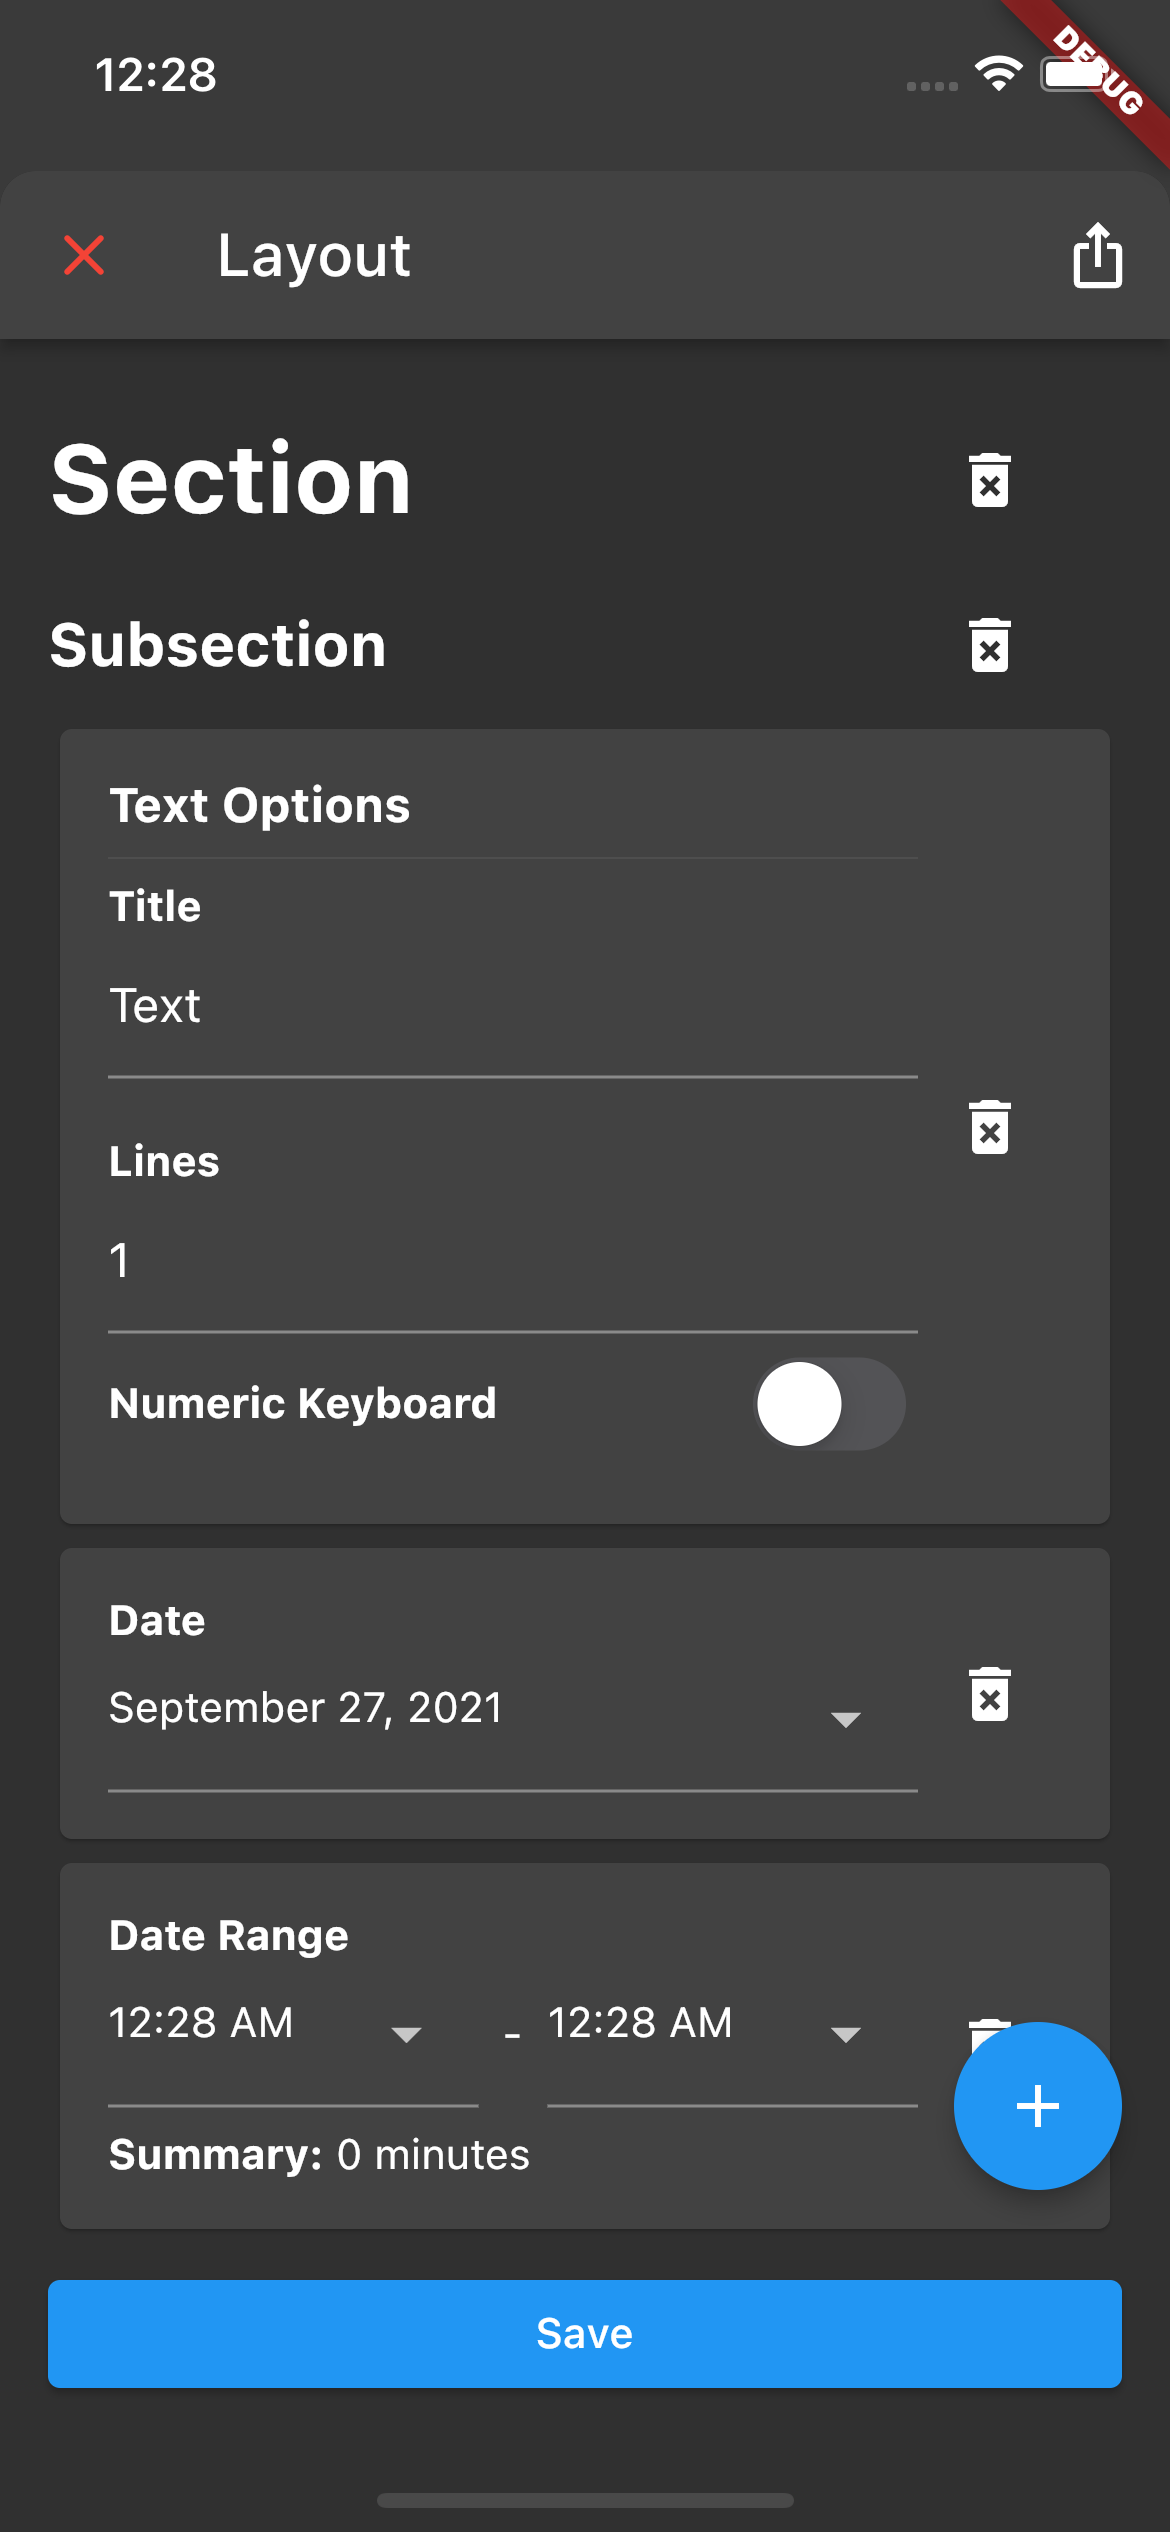 12:28
DEBUG
Layout
Section
Subsection
Text Options
Title
Text
Lines
1
Numeric Keyboard
Date
September 27, 2021
Date Range
12:28 AM - 12:28 AM
Summary: 0 minutes
Save